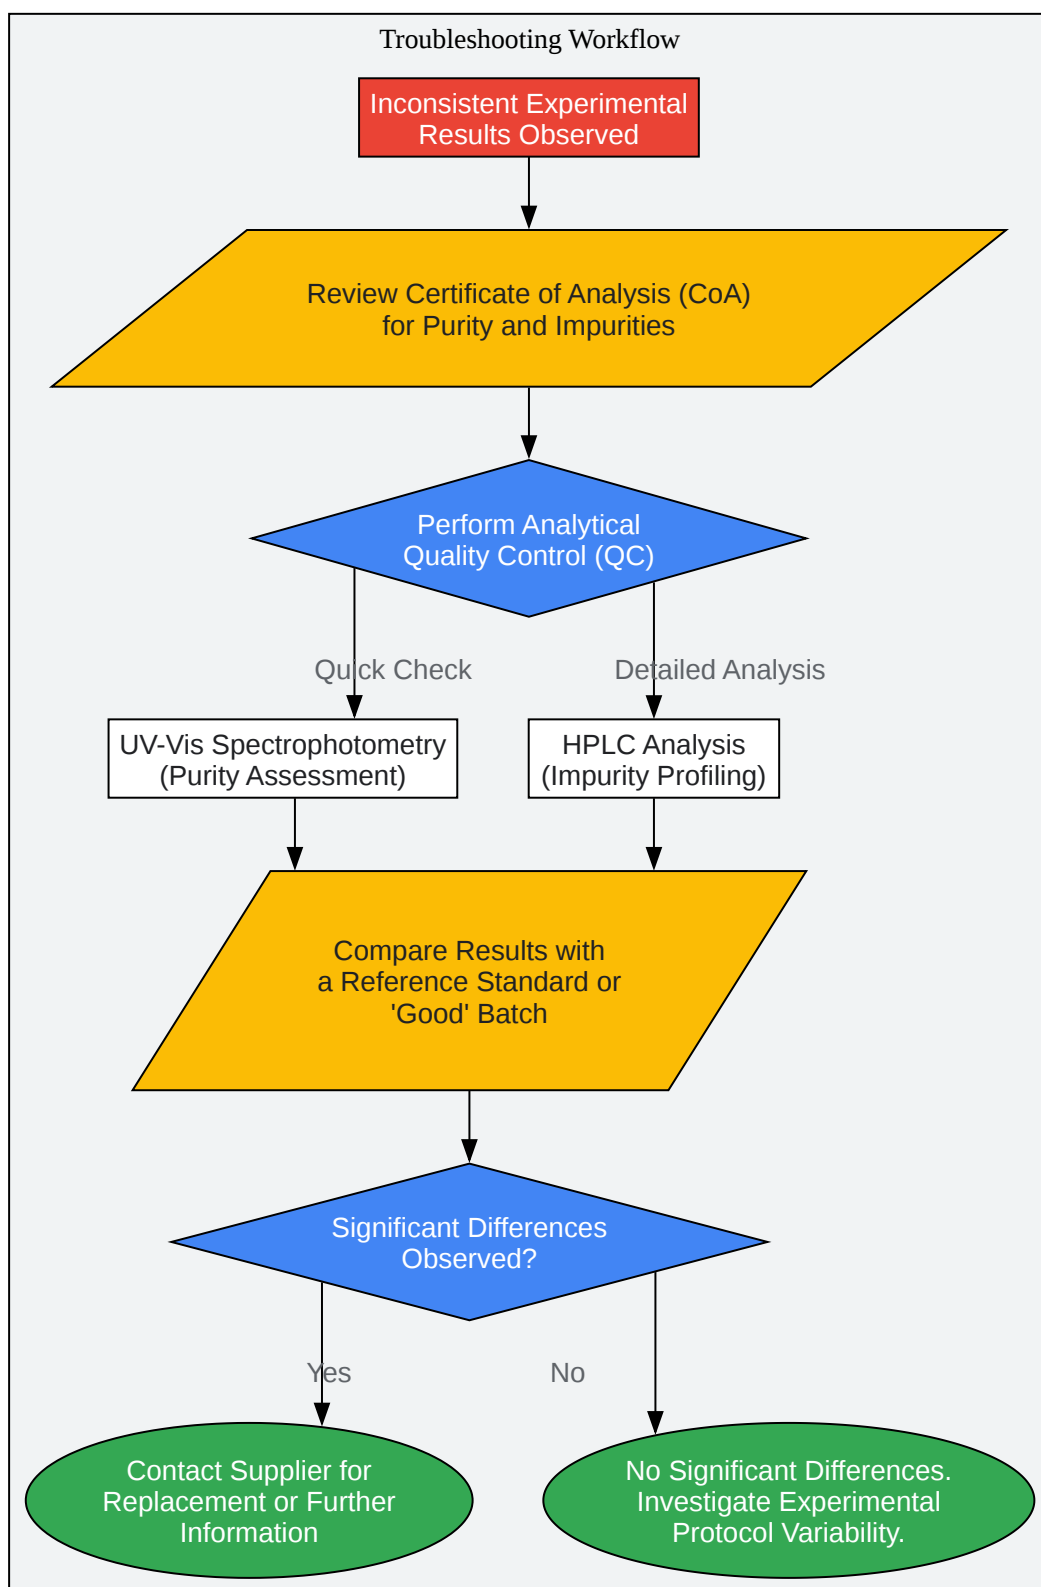 Troubleshooting Workflow
Inconsistent Experimental
Results Observed
Review Certificate of Analysis (CoA)
for Purity and Impurities
Perform Analytical
Quality Control (QC)
Quick Check
Detailed Analysis
UV-Vis Spectrophotometry
(Purity Assessment)
HPLC Analysis
(Impurity Profiling)
Compare Results with
a Reference Standard or
'Good' Batch
Significant Differences
Observed?
Yes
No
Contact Supplier for
Replacement or Further
Information
No Significant Differences.
Investigate Experimental
Protocol Variability.